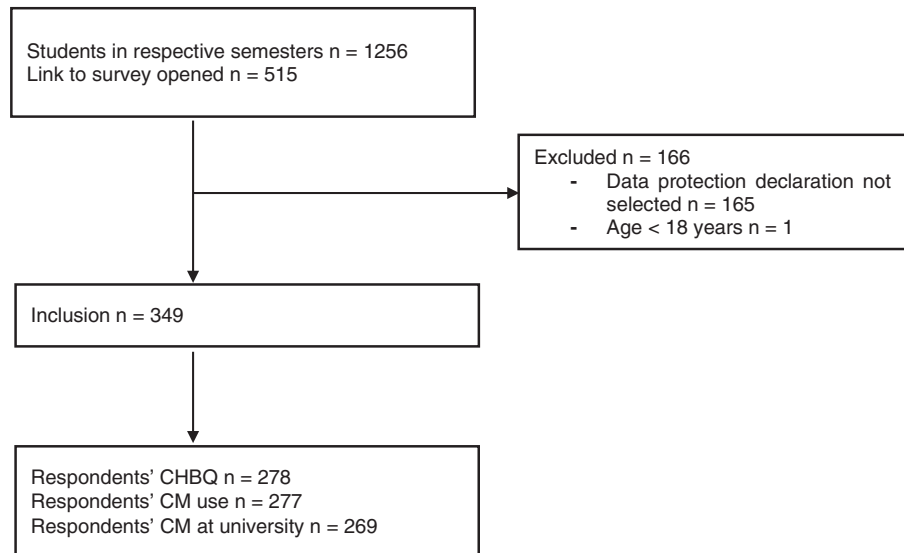 Students in respective semesters n = 1256
Link to survey opened n = 515
Excluded n = 166
- Data protection declaration not
selected n = 165
- Age < 18 years n = 1
Inclusion n = 349
Respondents' CHBQ n = 278
Respondents' CM use n = 277
Respondents' CM at university n = 269